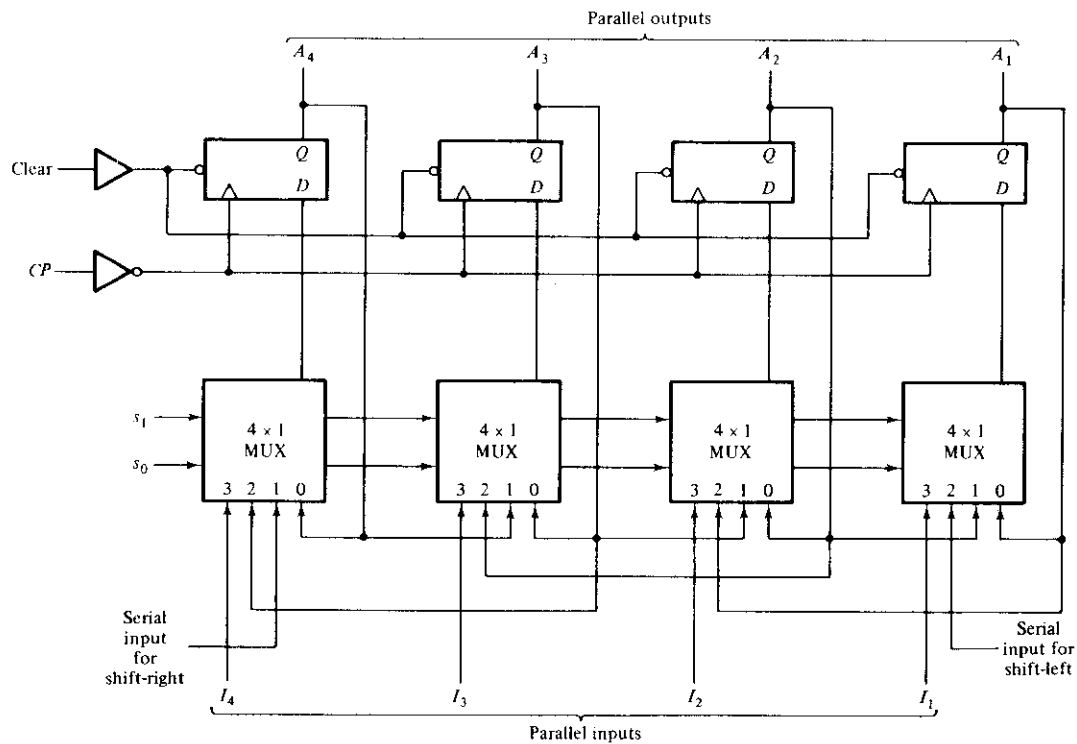 Parallel outputs
A₄ A₃ A₂ A₁
Q Q Q Q
Clear
D D D D
CP
s₁
s₀
4 × 1 MUX
4 × 1 MUX
4 × 1 MUX
4 × 1 MUX
3 2 1 0
3 2 1 0
3 2 1 0
3 2 1 0
Serial
input
for
shift-right
Serial
input for
shift-left
I₄ I₃ I₂ I₁
Parallel inputs